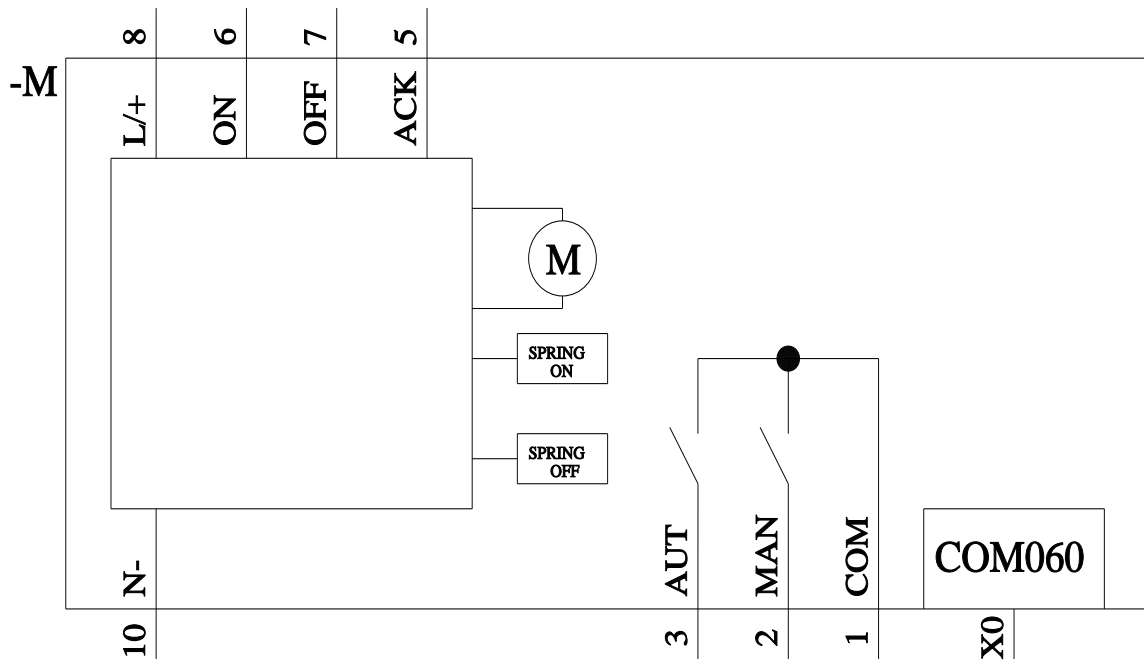 8
6
7
5
-M
L/+
ON
OFF
ACK
M
SPRING
ON
SPRING
OFF
N-
AUT
MAN
COM
COM060
10
3
2
1
X0